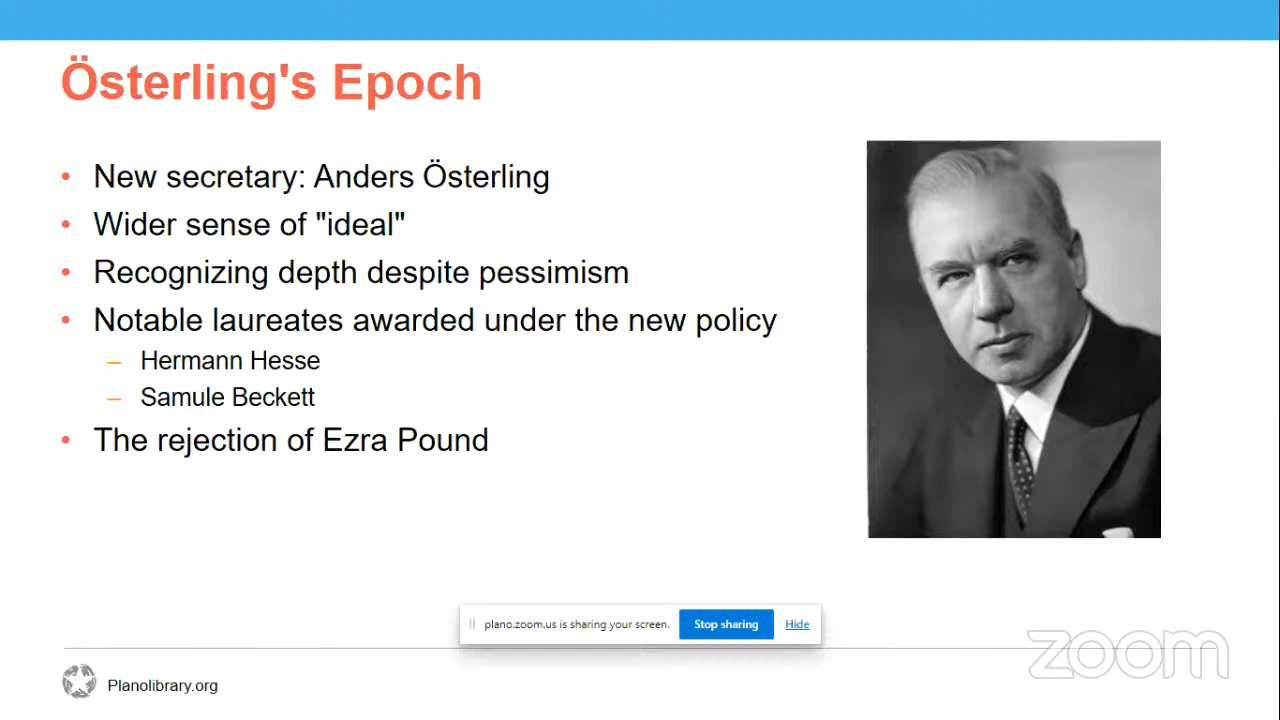 Österling's Epoch
• New secretary: Anders Österling
• Wider sense of "ideal"
• Recognizing depth despite pessimism
• Notable laureates awarded under the new policy
– Hermann Hesse
– Samule Beckett
• The rejection of Ezra Pound
plano.zoom.us is sharing your screen. Stop sharing Hide
zoom
Planolibrary.org